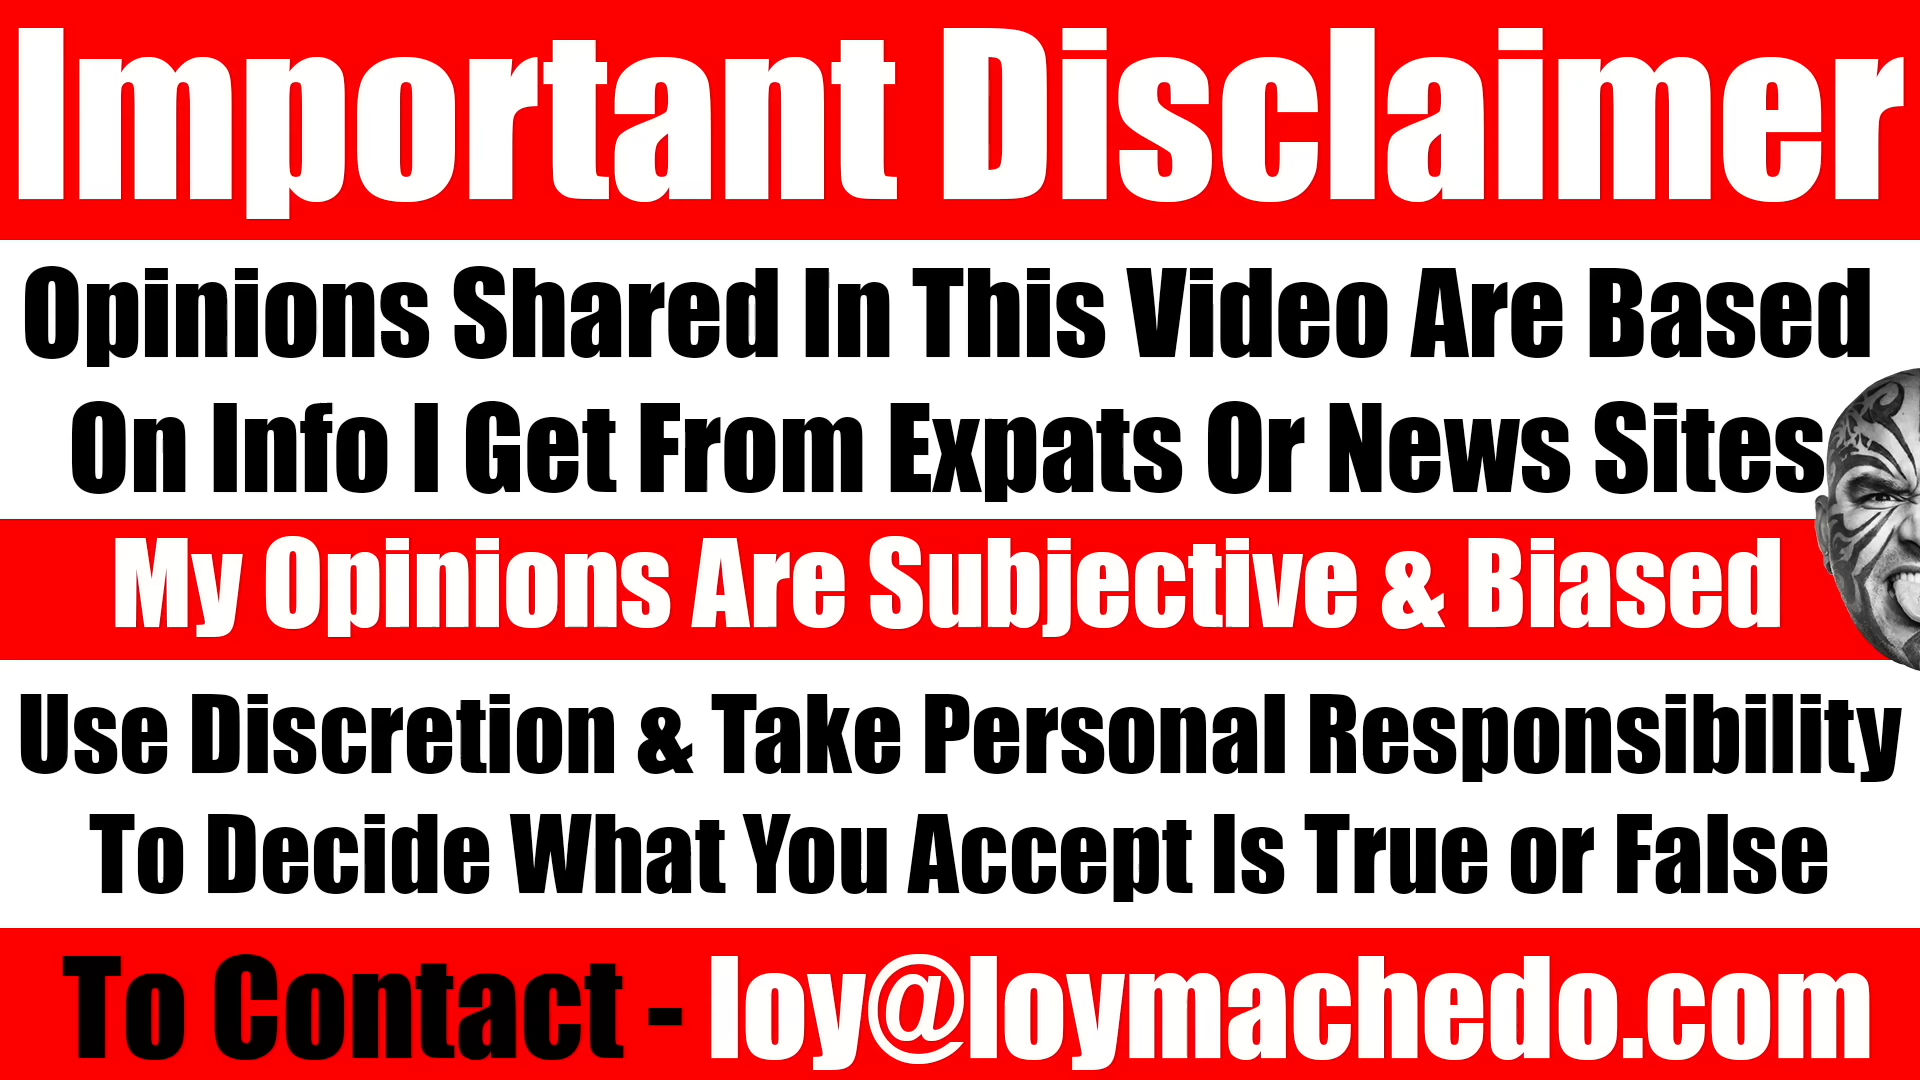 Important Disclaimer
Opinions Shared In This Video Are Based
On Info I Get From Expats Or News Sites
My Opinions Are Subjective & Biased
Use Discretion & Take Personal Responsibility
To Decide What You Accept Is True or False
To Contact - loy@loymachedo.com